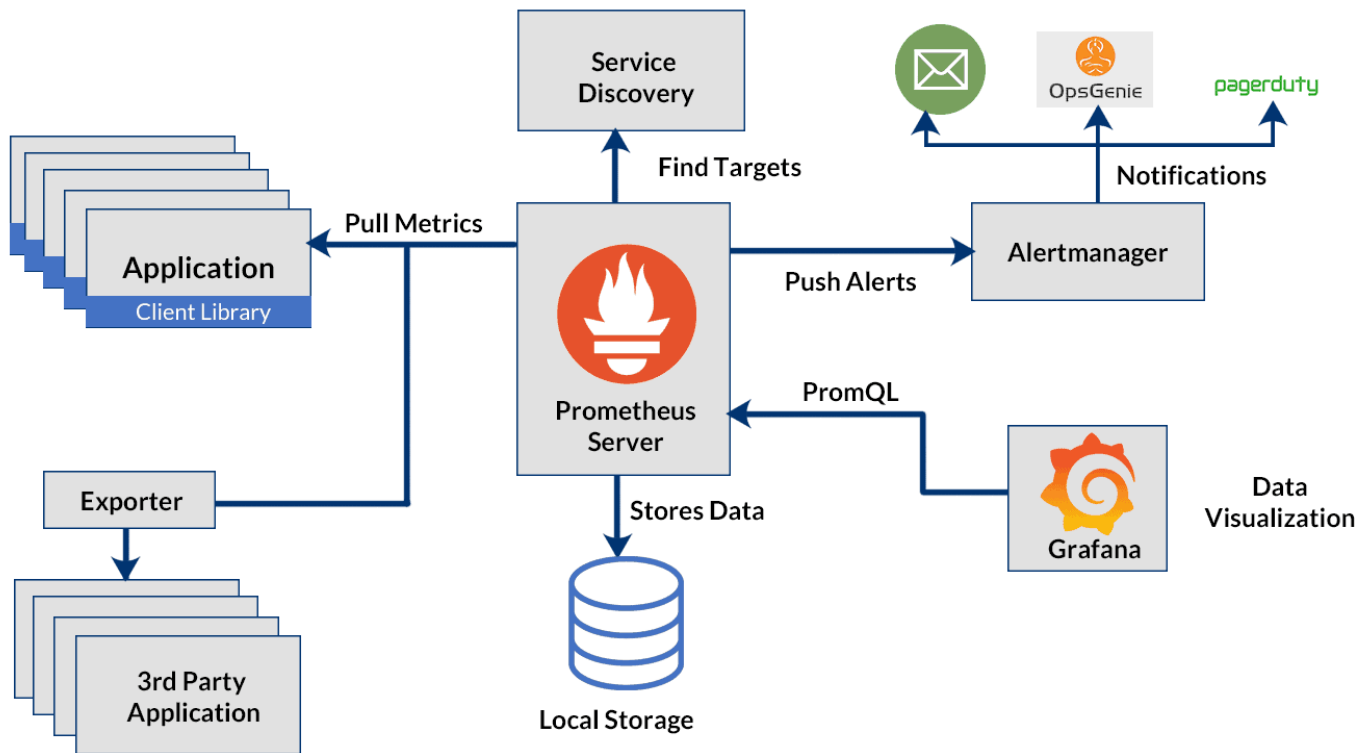 Service
Discovery
OpsGenie
pagerduty
Find Targets
Notifications
Pull Metrics
Application
Client Library
Push Alerts
Alertmanager
Prometheus
Server
PromQL
Exporter
Stores Data
Grafana
Data
Visualization
3rd Party
Application
Local Storage